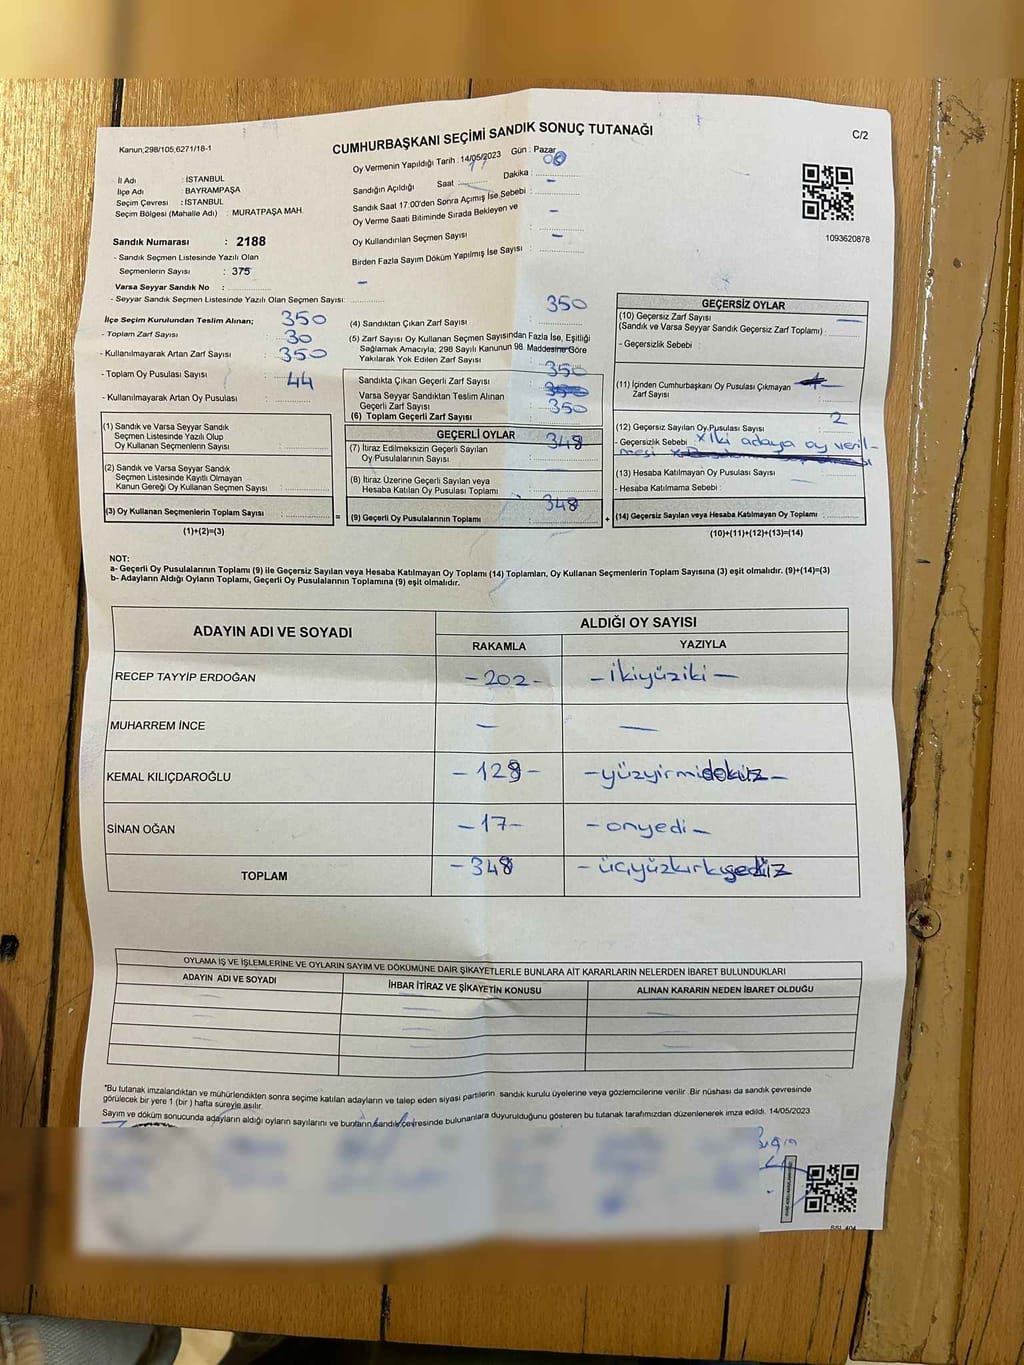 Kanun;298/105;6271/18-1
CUMHURBAŞKANI SEÇİMİ SANDIK SONUÇ TUTANAĞI
C/2
Oy Vermenin Yapıldığı Tarih : 14/05/2023 Gün : Pazar
Sandığın Açıldığı Saat : 17 Dakika : 00
Sandık Saat 17:00'den Sonra Açımış İse Sebebi : -
Oy Verme Saati Bitiminde Sırada Bekleyen ve
Oy Kullandırılan Seçmen Sayısı : -
Birden Fazla Sayım Döküm Yapılmış İse Sayısı : -
İl Adı : İSTANBUL
İlçe Adı : BAYRAMPAŞA
Seçim Çevresi : İSTANBUL
Seçim Bölgesi (Mahalle Adı) : MURATPAŞA MAH.
1093620878
Sandık Numarası : 2188
- Sandık Seçmen Listesinde Yazılı Olan
Seçmenlerin Sayısı : 375
Varsa Seyyar Sandık No : -
- Seyyar Sandık Seçmen Listesinde Yazılı Olan Seçmen Sayısı:
İlçe Seçim Kurulundan Teslim Alınan; 350
- Toplam Zarf Sayısı : 30
- Kullanılmayarak Artan Zarf Sayısı : 350
- Toplam Oy Pusulası Sayısı : 44
- Kullanılmayarak Artan Oy Pusulası :
(1) Sandık ve Varsa Seyyar Sandık
Seçmen Listesinde Yazılı Olup
Oy Kullanan Seçmenlerin Sayısı :
(2) Sandık ve Varsa Seyyar Sandık
Seçmen Listesinde Kayıtlı Olmayan
Kanun Gereği Oy Kullanan Seçmen Sayısı :
(3) Oy Kullanan Seçmenlerin Toplam Sayısı :
(1)+(2)=(3)
350
(4) Sandıktan Çıkan Zarf Sayısı :
(5) Zarf Sayısı Oy Kullanan Seçmen Sayısından Fazla İse, Eşitliği
Sağlamak Amacıyla, 298 Sayılı Kanunun 98. Maddesine Göre
Yakılarak Yok Edilen Zarf Sayısı :
350
Sandıkta Çıkan Geçerli Zarf Sayısı :
Varsa Seyyar Sandıktan Teslim Alınan
Geçerli Zarf Sayısı : 350
(6) Toplam Geçerli Zarf Sayısı :
GEÇERLİ OYLAR
348
(7) İtiraz Edilmeksizin Geçerli Sayılan
Oy Pusulalarının Sayısı :
(8) İtiraz Üzerine Geçerli Sayılan veya
Hesaba Katılan Oy Pusulası Toplamı :
348
(9) Geçerli Oy Pusulalarının Toplamı :
=
+
GEÇERSİZ OYLAR
(10) Geçersiz Zarf Sayısı
(Sandık ve Varsa Seyyar Sandık Geçersiz Zarf Toplamı) :
- Geçersizlik Sebebi :
(11) İçinden Cumhurbaşkanı Oy Pusulası Çıkmayan
Zarf Sayısı :
2
(12) Geçersiz Sayılan Oy Pusulası Sayısı :
- Geçersizlik Sebebi : x İki adaya oy veril-
mesi
(13) Hesaba Katılmayan Oy Pusulası Sayısı :
- Hesaba Katılmama Sebebi :
(14) Geçersiz Sayılan veya Hesaba Katılmayan Oy Toplamı :
(10)+(11)+(12)+(13)=(14)
NOT:
a- Geçerli Oy Pusulalarının Toplamı (9) ile Geçersiz Sayılan veya Hesaba Katılmayan Oy Toplamı (14) Toplamları, Oy Kullanan Seçmenlerin Toplam Sayısına (3) eşit olmalıdır. (9)+(14)=(3)
b- Adayların Aldığı Oyların Toplamı, Geçerli Oy Pusulalarının Toplamına (9) eşit olmalıdır.
ADAYIN ADI VE SOYADI
ALDIĞI OY SAYISI
RAKAMLA YAZIYLA
RECEP TAYYİP ERDOĞAN -202- -İkiyüziki-
MUHARREM İNCE - -
KEMAL KILIÇDAROĞLU -129- -yüzyirmidokuz-
SİNAN OĞAN -17- -onyedi-
TOPLAM -348 -üçyüzkırksekiz
OYLAMA İŞ VE İŞLEMLERİNE VE OYLARIN SAYIM VE DÖKÜMÜNE DAİR ŞİKAYETLERLE BUNLARA AİT KARARLARIN NELERDEN İBARET BULUNDUKLARI
ADAYIN ADI VE SOYADI İHBAR İTİRAZ VE ŞİKAYETİN KONUSU ALINAN KARARIN NEDEN İBARET OLDUĞU
*Bu tutanak imzalandıktan ve mühürlendikten sonra seçime katılan adayların ve talep eden siyasi partilerin sandık kurulu üyelerine veya gözlemcilerine verilir. Bir nüshası da sandık çevresinde
görülecek bir yere 1 (bir ) hafta süreyle asılır.
Sayım ve döküm sonucunda adayların aldığı oyların sayılarını ve bunların sandık çevresinde bulunanlara duyurulduğunu gösteren bu tutanak tarafımızdan düzenlenerek imza edildi. 14/05/2023